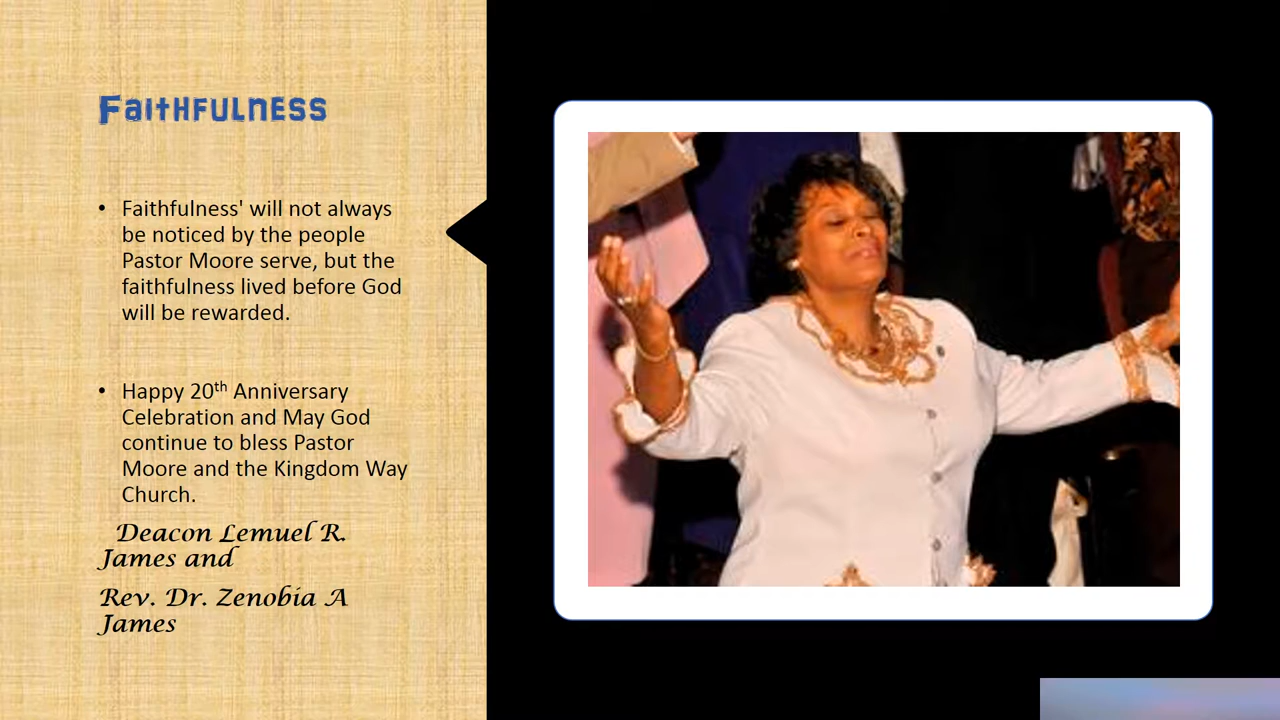 Faithfulness
• Faithfulness' will not always
be noticed by the people
Pastor Moore serve, but the
faithfulness lived before God
will be rewarded.
• Happy 20th Anniversary
Celebration and May God
continue to bless Pastor
Moore and the Kingdom Way
Church.
Deacon Lemuel R.
James and
Rev. Dr. Zenobia A
James